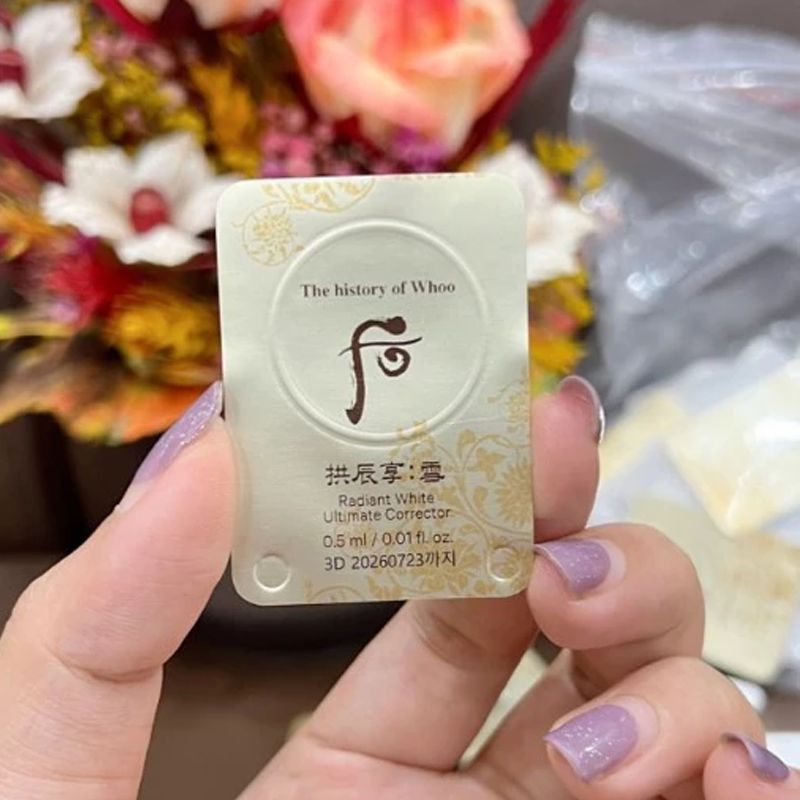 The history of Whoo
后
拱辰享:雪
Radiant White
Ultimate Corrector
0.5 ml / 0.01 fl. oz.
3D 20260723까지